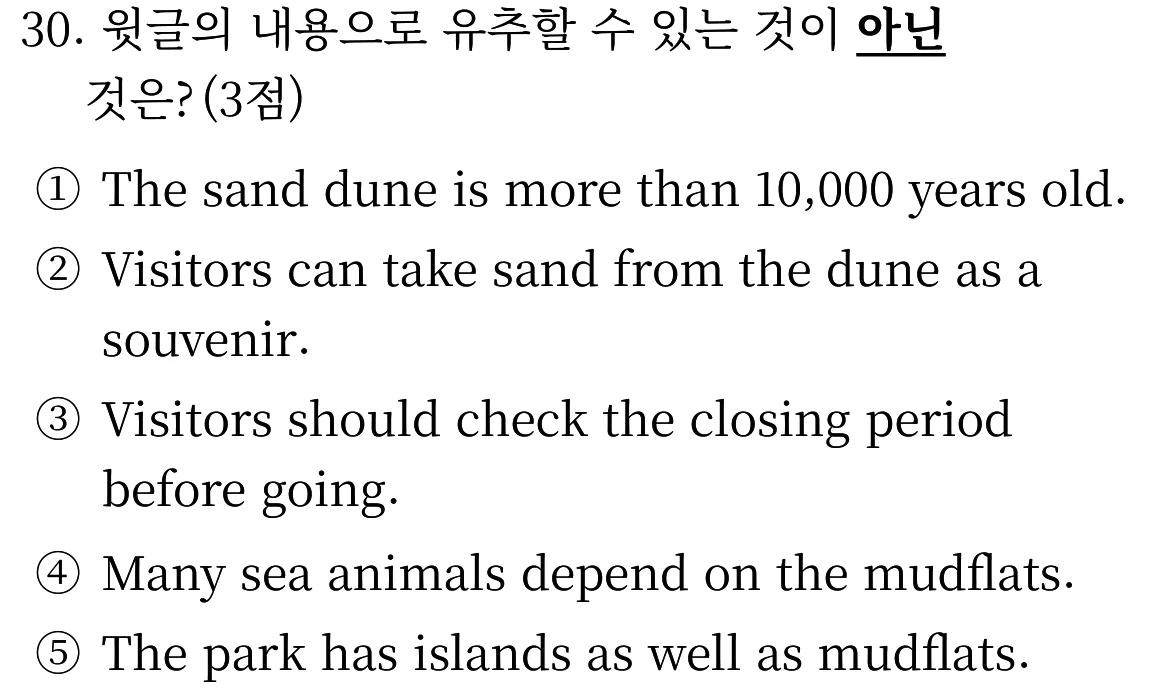 30. 윗글의 내용으로 유추할 수 있는 것이 아닌
것은?(3점)
① The sand dune is more than 10,000 years old.
② Visitors can take sand from the dune as a
souvenir.
③ Visitors should check the closing period
before going.
④ Many sea animals depend on the mudflats.
⑤ The park has islands as well as mudflats.